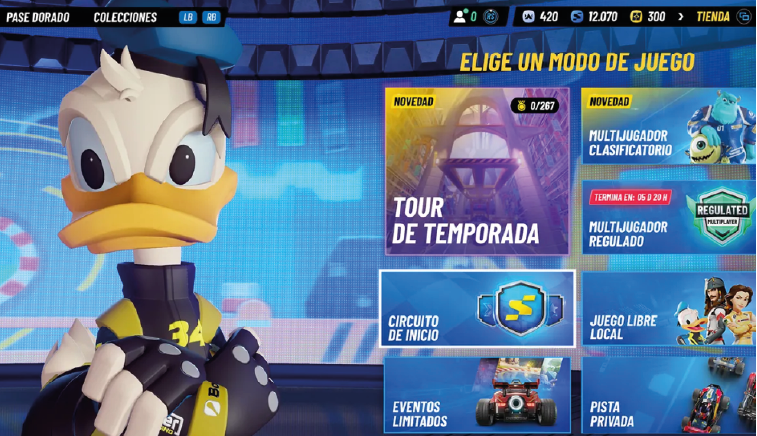 PASE DORADO COLECCIONES LB RB 0 420 12.070 300 TIENDA
ELIGE UN MODO DE JUEGO
NOVEDAD 0/267
TOUR
DE TEMPORADA
NOVEDAD
MULTIJUGADOR
CLASIFICATORIO
TERMINA EN: 05 D 20 H
MULTIJUGADOR
REGULADO
REGULATED
MULTIPLAYER
CIRCUITO
DE INICIO
JUEGO LIBRE
LOCAL
EVENTOS
LIMITADOS
PISTA
PRIVADA
34